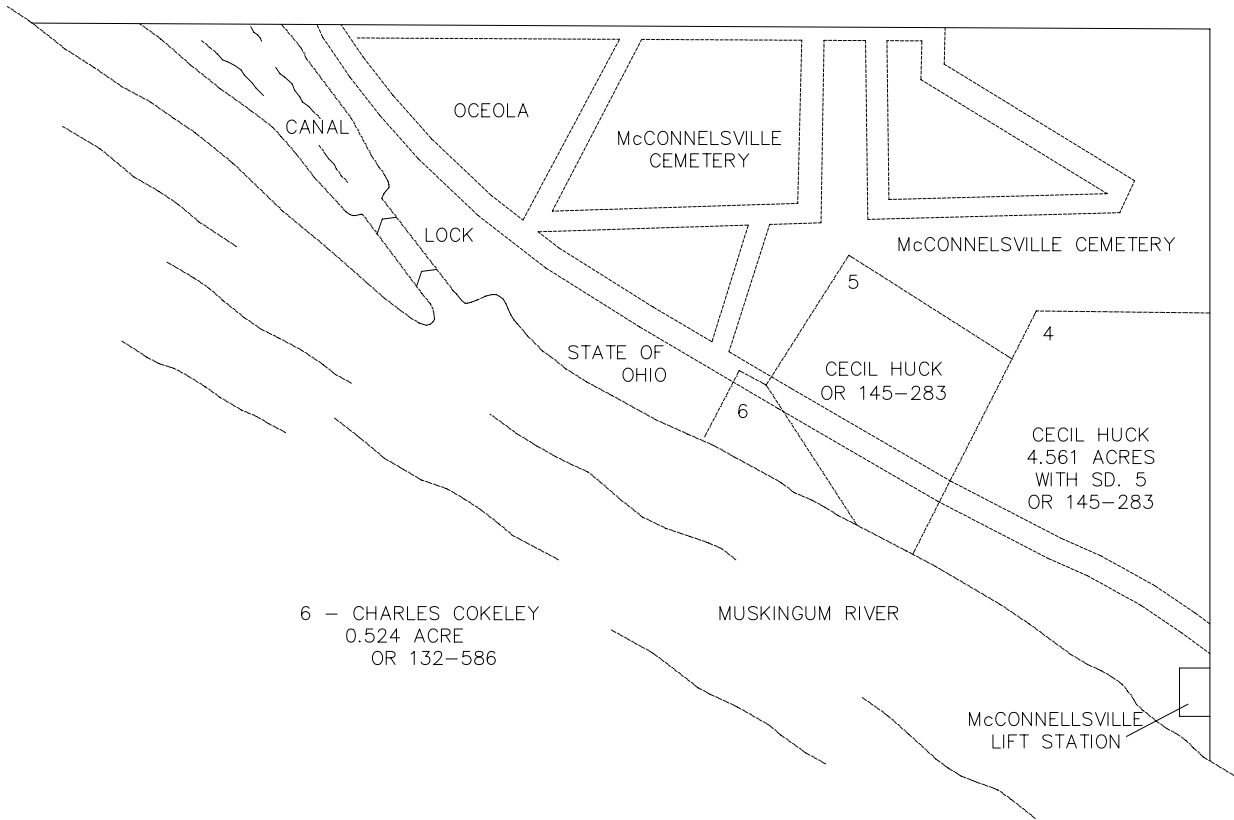 OCEOLA
CANAL
McCONNELSVILLE
CEMETERY
LOCK
McCONNELSVILLE CEMETERY
5
4
STATE OF
OHIO
CECIL HUCK
OR 145-283
6
CECIL HUCK
4.561 ACRES
WITH SD. 5
OR 145-283
6 - CHARLES COKELEY
0.524 ACRE
OR 132-586
MUSKINGUM RIVER
McCONNELLSVILLE
LIFT STATION